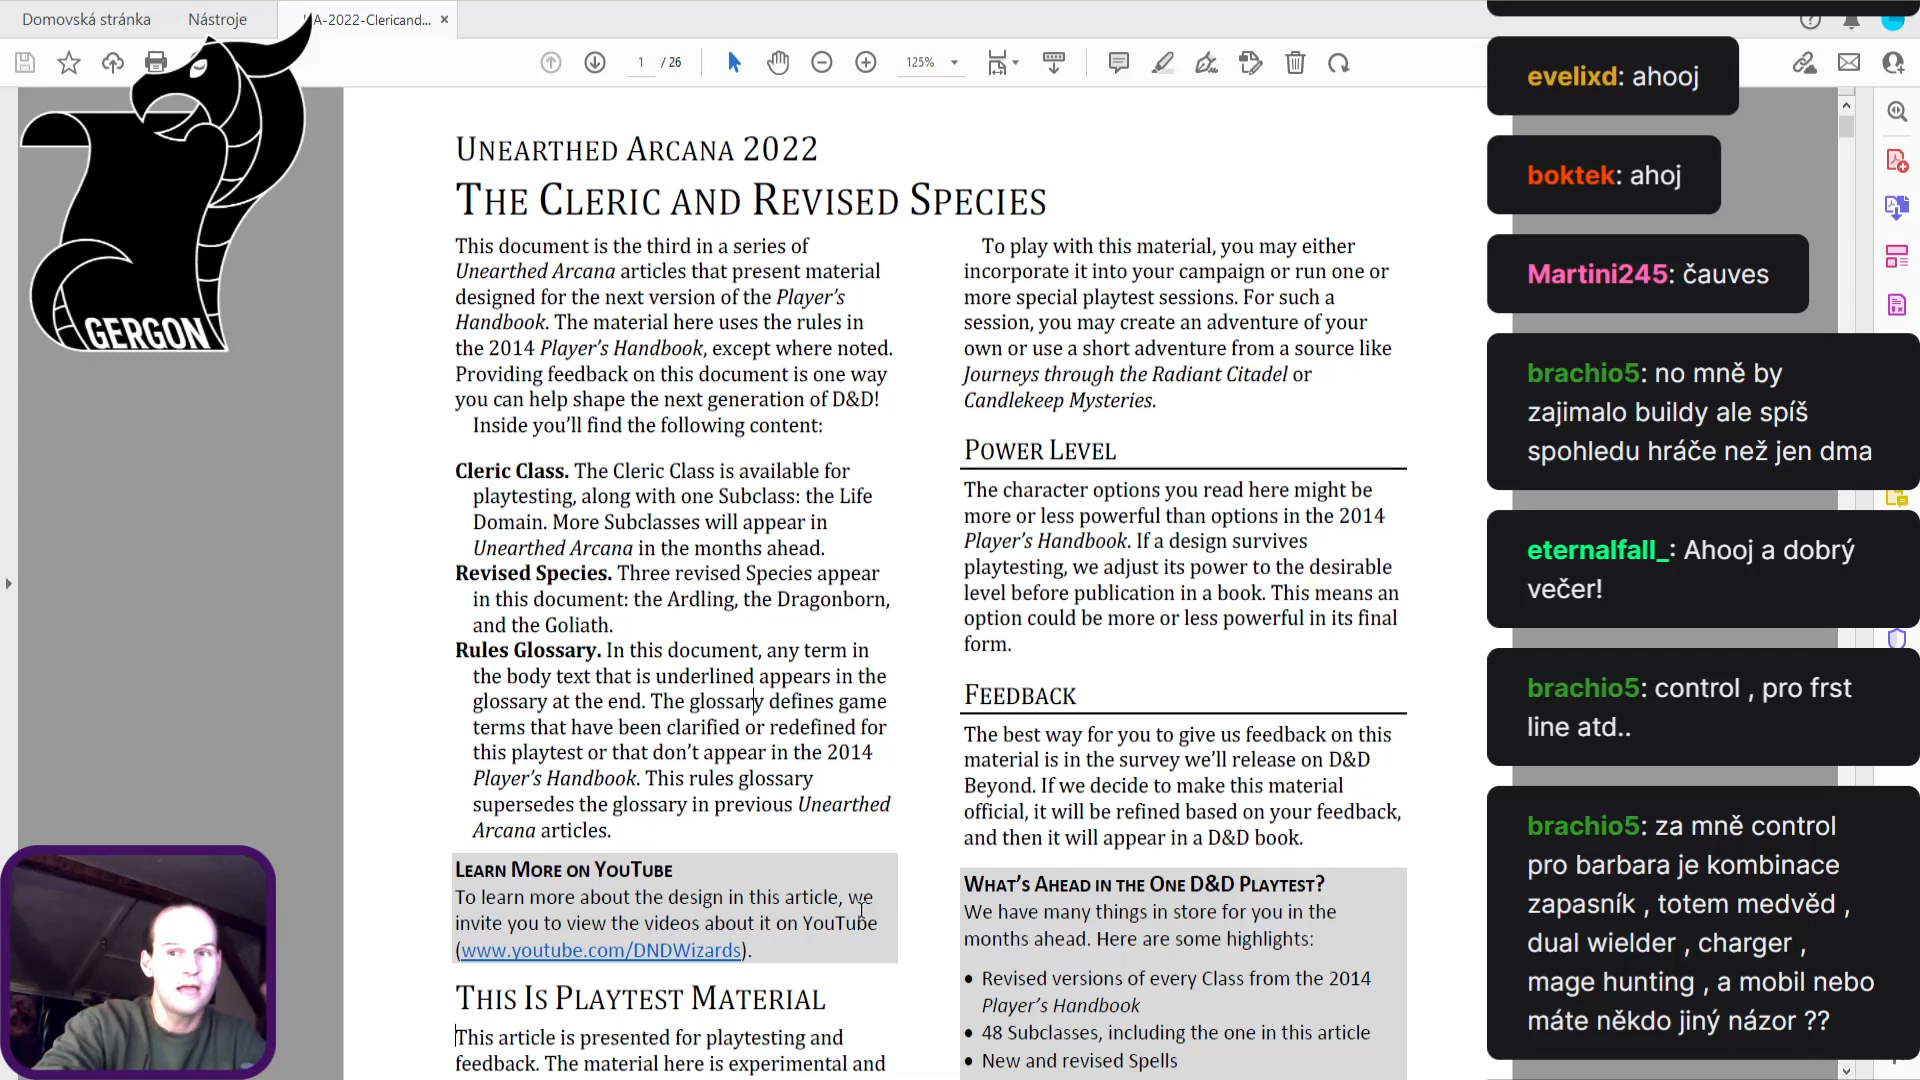 Domovská stránka
Nástroje
A-2022-Clericand...
1 / 26
125%
GERGON
UNEARTHED ARCANA 2022
THE CLERIC AND REVISED SPECIES
This document is the third in a series of
Unearthed Arcana articles that present material
designed for the next version of the Player's
Handbook. The material here uses the rules in
the 2014 Player's Handbook, except where noted.
Providing feedback on this document is one way
you can help shape the next generation of D&D!
Inside you'll find the following content:
Cleric Class. The Cleric Class is available for
playtesting, along with one Subclass: the Life
Domain. More Subclasses will appear in
Unearthed Arcana in the months ahead.
Revised Species. Three revised Species appear
in this document: the Ardling, the Dragonborn,
and the Goliath.
Rules Glossary. In this document, any term in
the body text that is underlined appears in the
glossary at the end. The glossary defines game
terms that have been clarified or redefined for
this playtest or that don't appear in the 2014
Player's Handbook. This rules glossary
supersedes the glossary in previous Unearthed
Arcana articles.
LEARN MORE ON YOUTUBE
To learn more about the design in this article, we
invite you to view the videos about it on YouTube
(www.youtube.com/DNDWizards).
THIS IS PLAYTEST MATERIAL
This article is presented for playtesting and
feedback. The material here is experimental and
To play with this material, you may either
incorporate it into your campaign or run one or
more special playtest sessions. For such a
session, you may create an adventure of your
own or use a short adventure from a source like
Journeys through the Radiant Citadel or
Candlekeep Mysteries.
POWER LEVEL
The character options you read here might be
more or less powerful than options in the 2014
Player's Handbook. If a design survives
playtesting, we adjust its power to the desirable
level before publication in a book. This means an
option could be more or less powerful in its final
form.
FEEDBACK
The best way for you to give us feedback on this
material is in the survey we'll release on D&D
Beyond. If we decide to make this material
official, it will be refined based on your feedback,
and then it will appear in a D&D book.
WHAT'S AHEAD IN THE ONE D&D PLAYTEST?
We have many things in store for you in the
months ahead. Here are some highlights:
• Revised versions of every Class from the 2014
Player's Handbook
• 48 Subclasses, including the one in this article
• New and revised Spells
evelixd: ahooj
boktek: ahoj
Martini245: čauves
brachio5: no mně by
zajimalo buildy ale spíš
spohledu hráče než jen dma
eternalfall_: Ahooj a dobrý
večer!
brachio5: control , pro frst
line atd..
brachio5: za mně control
pro barbara je kombinace
zapasník , totem medvěd ,
dual wielder , charger ,
mage hunting , a mobil nebo
máte někdo jiný názor ??